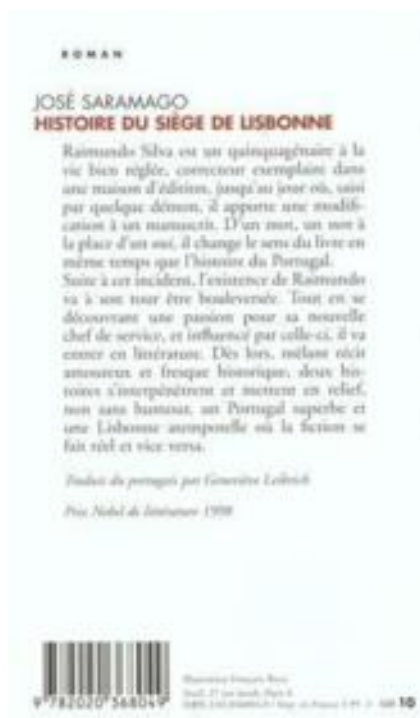 ROMAN
JOSÉ SARAMAGO
HISTOIRE DU SIÈGE DE LISBONNE
Raimundo Silva est un quinquagénaire à la
vie bien réglée, correcteur exemplaire dans
une maison d'édition, jusqu'au jour où, saisi
par quelque démon, il apporte une modifi-
cation à un manuscrit. D'un mot, un non à
la place d'un oui, il change le sens du livre en
même temps que l'histoire du Portugal.
Suite à cet incident, l'existence de Raimundo
va à son tour être bouleversée. Tout en se
découvrant une passion pour sa nouvelle
chef de service, et influencé par celle-ci, il va
entrer en littérature. Dès lors, mêlant récit
amoureux et fresque historique, deux his-
toires s'interpénètrent et mettent en relief,
non sans humour, un Portugal superbe et
une Lisbonne atemporelle où la fiction se
fait réel et vice versa.
Traduit du portugais par Geneviève Leibrich
Prix Nobel de littérature 1998
9 782020 368049